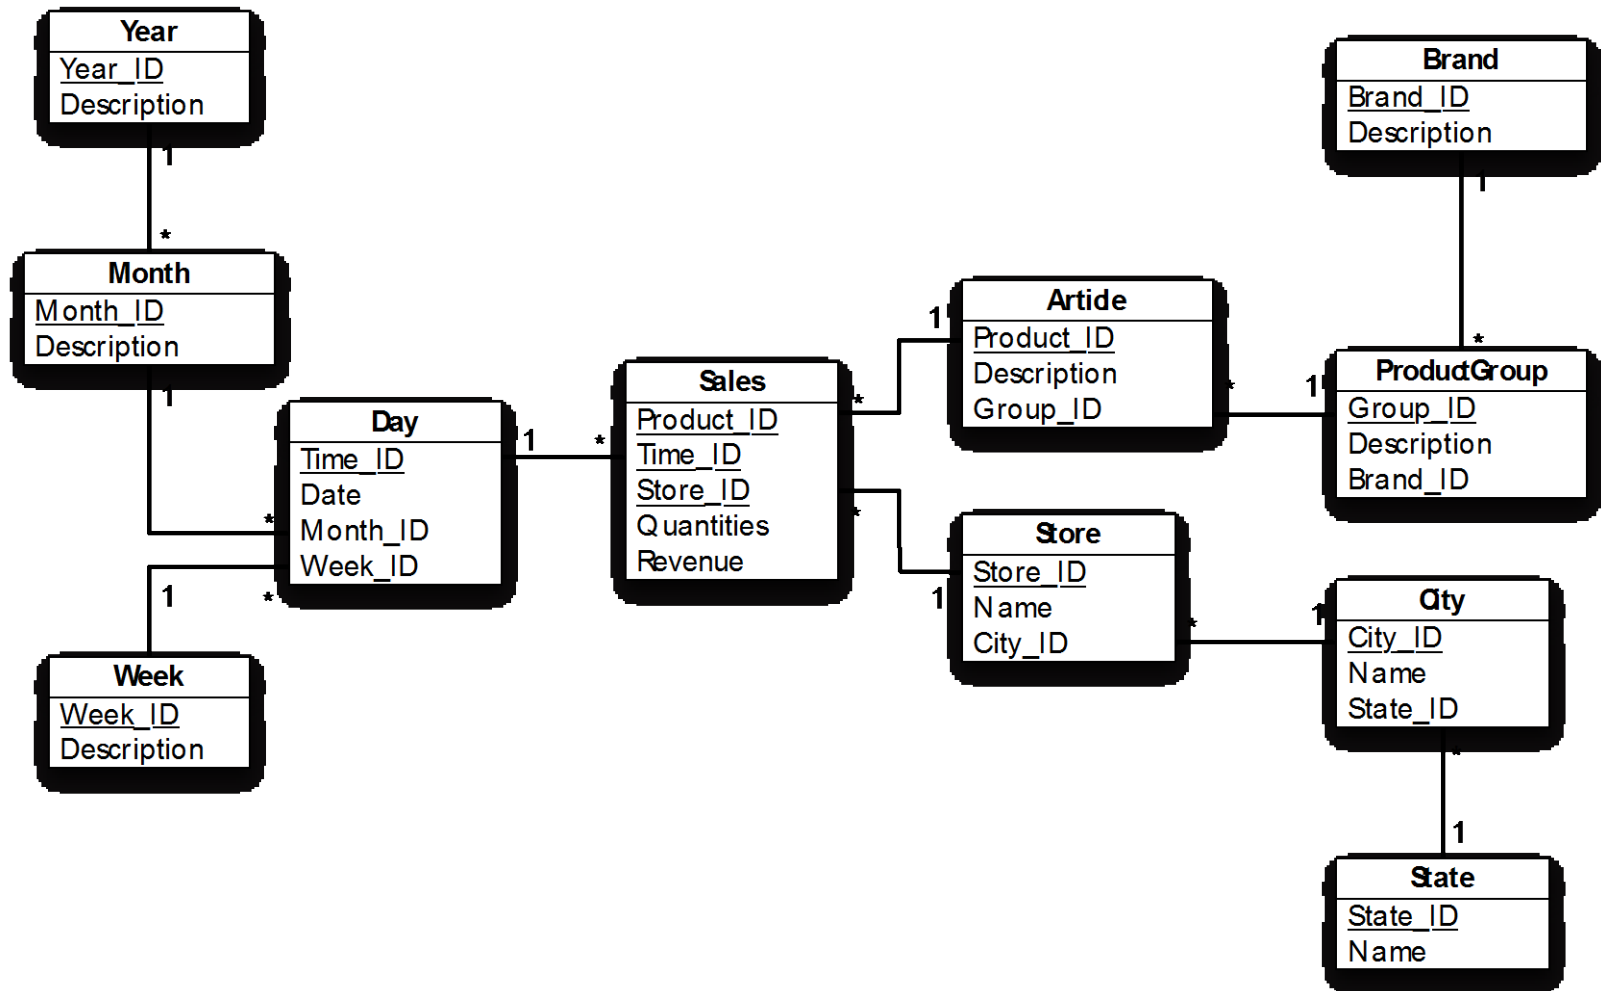 Year
Year_ID
Description
1
*
Month
Month_ID
Description
1
*
Day
Time_ID
Date
Month_ID
Week_ID
1
*
Week
Week_ID
Description
1
*
Sales
Product_ID
Time_ID
Store_ID
Quantities
Revenue
*
1
*
1
Article
Product_ID
Description
Group_ID
*
1
Brand
Brand_ID
Description
1
*
ProductGroup
Group_ID
Description
Brand_ID
Store
Store_ID
Name
City_ID
*
1
City
City_ID
Name
State_ID
*
1
State
State_ID
Name